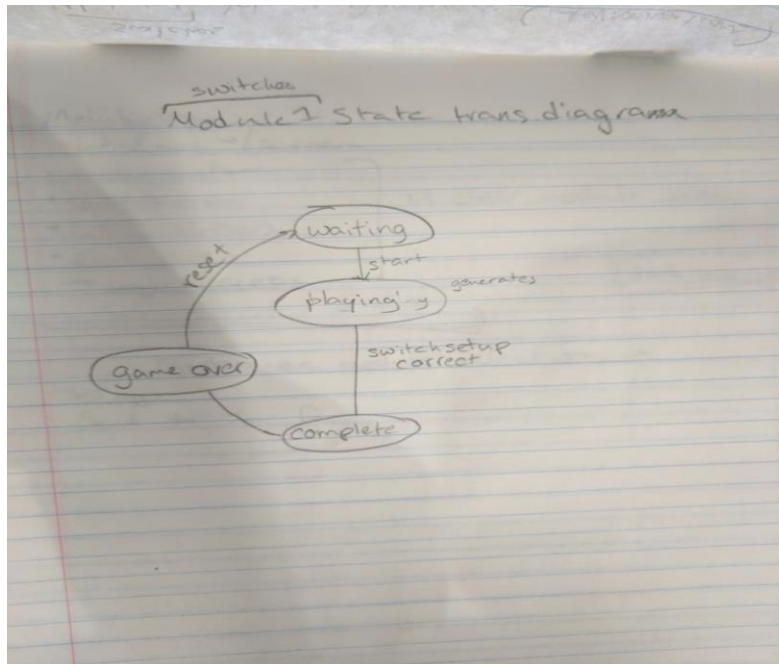 switches
Module 1 State trans diagram
waiting
reset
start
playing y
generates
switch setup
correct
game over
complete